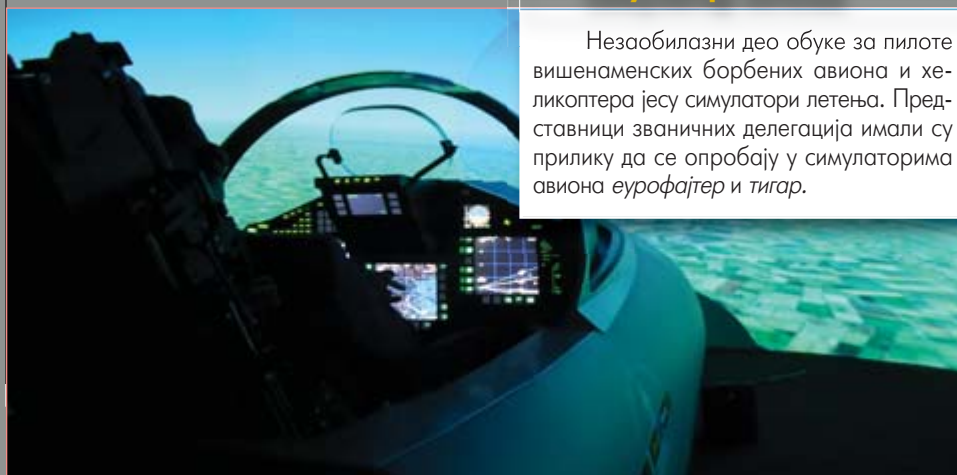 Незаобилазни део обуке за пилоте
вишенаменских борбених авиона и хе-
ликоптера јесу симулатори летења. Пред-
ставници званичних делегација имали су
прилику да се опробају у симулаторима
авиона еурофајтер и тигар.